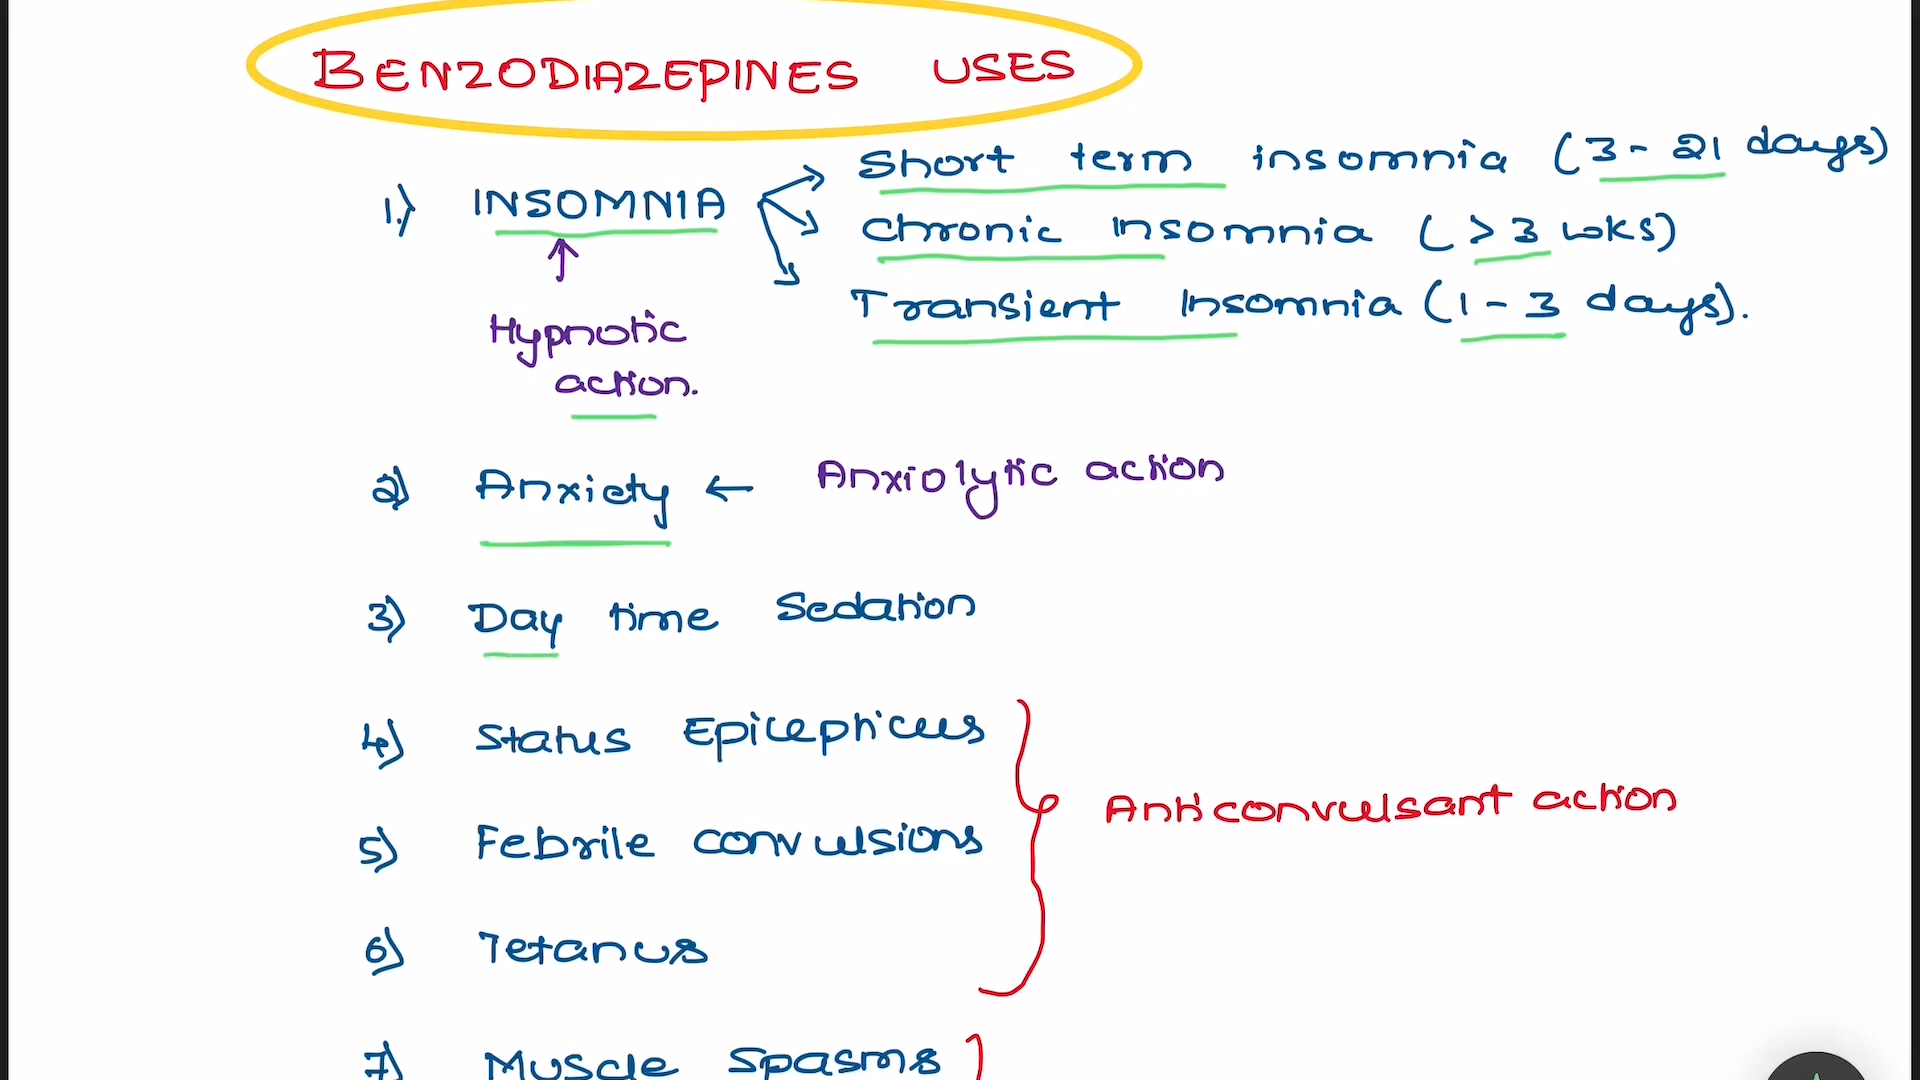 BENZODIAZEPINES USES
1.) INSOMNIA
Short term insomnia (3 - 21 days)
Chronic Insomnia (>3 wks)
Transient Insomnia (1 - 3 days).
Hypnotic
action.
2) Anxiety ← Anxiolytic action
3) Day time Sedation
4) Status Epilepticus
5) Febrile convulsions
6) Tetanus
Anticonvulsant action
7) Muscle Spasms